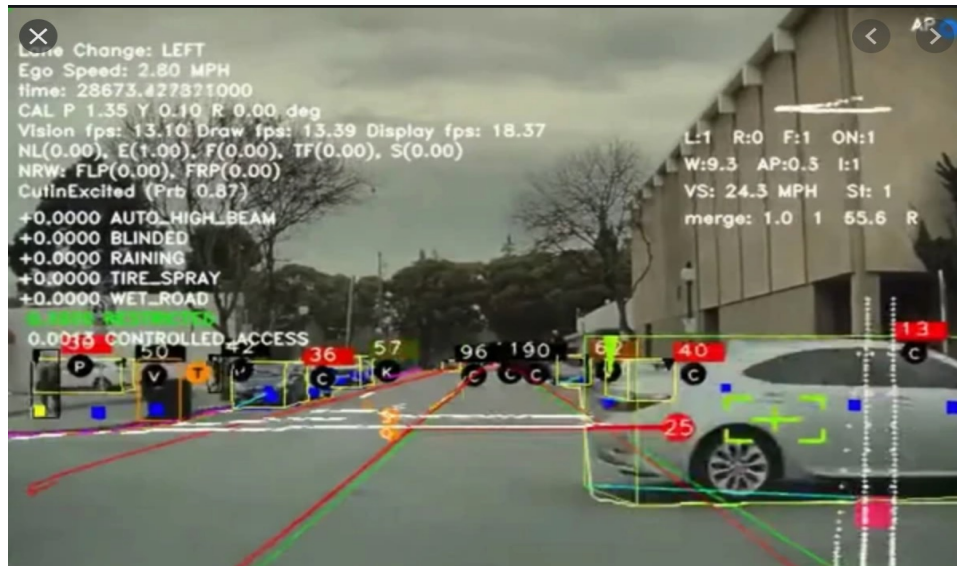 Lane Change: LEFT
Ego Speed: 2.80 MPH
time: 28673.427821000
CAL P 1.35 Y 0.10 R 0.00 deg
Vision fps: 13.10 Draw fps: 13.39 Display fps: 18.37
NL(0.00), E(1.00), F(0.00), TF(0.00), S(0.00)
NRW: FLP(0.00), FRP(0.00)
CutinExcited (Prb 0.87)
+0.0000 AUTO_HIGH_BEAM
+0.0000 BLINDED
+0.0000 RAINING
+0.0000 TIRE_SPRAY
+0.0000 WET_ROAD
RESTRICTED
0.0013 CONTROLLED_ACCESS
AP
L:1 R:0 F:1 ON:1
W:9.3 AP:0.5 I:1
VS: 24.3 MPH St: 1
merge: 1.0 1 55.6 R
50 36 57 96 190 40 13
P V T C K C C C C C
25